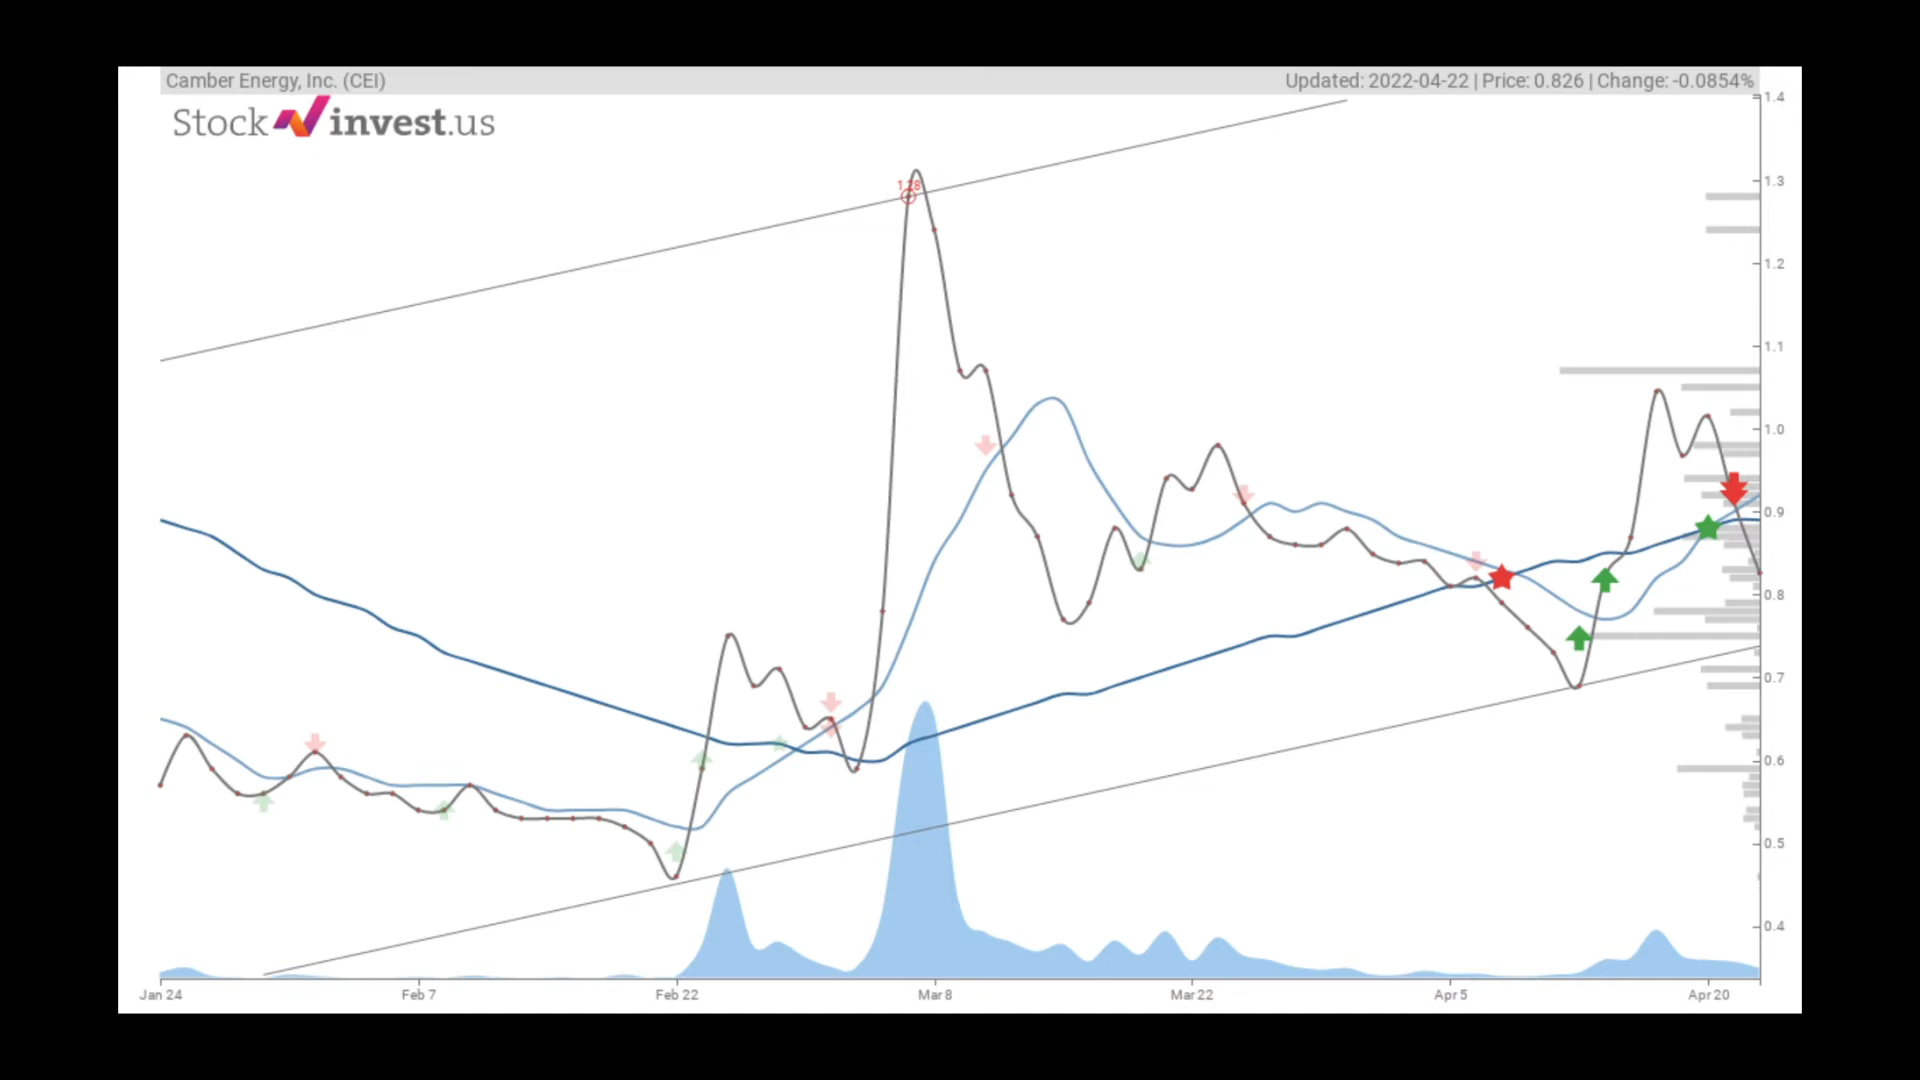 Camber Energy, Inc. (CEI)
Updated: 2022-04-22 | Price: 0.826 | Change: -0.0854%
Stock invest.us
1.28
1.4
1.3
1.2
1.1
1.0
0.9
0.8
0.7
0.6
0.5
0.4
Jan 24
Feb 7
Feb 22
Mar 8
Mar 22
Apr 5
Apr 20